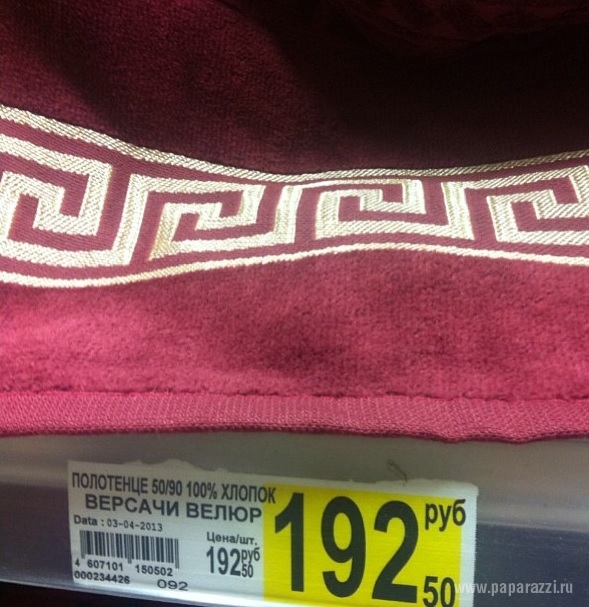 ПОЛОТЕНЦЕ 50/90 100% ХЛОПОК
ВЕРСАЧИ ВЕЛЮР
Data : 03-04-2013
Цена/шт.
192 руб 50
4 607101 150502
000234426 092
192 руб 50
www.paparazzi.ru